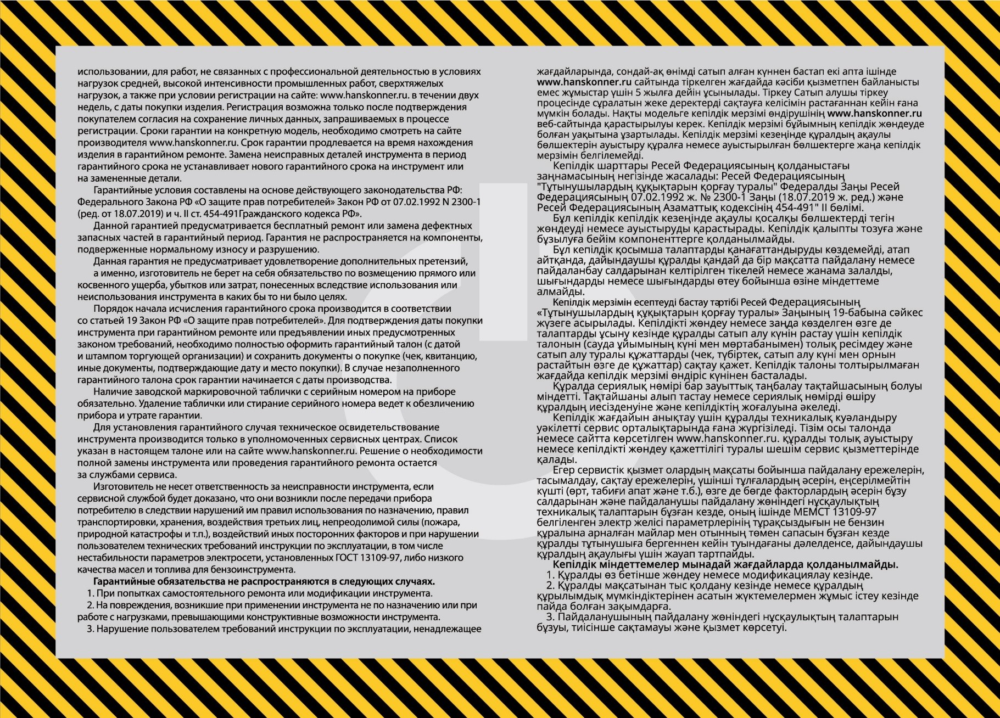 использовании, для работ, не связанных с профессиональной деятельностью в условиях
нагрузок средней, высокой интенсивности промышленных работ, сверхтяжелых
нагрузок, а также при условии регистрации на сайте: www.hanskonner.ru. в течении двух
недель, с даты покупки изделия. Регистрация возможна только после подтверждения
покупателем согласия на сохранение личных данных, запрашиваемых в процессе
регистрации. Сроки гарантии на конкретную модель, необходимо смотреть на сайте
производителя www.hanskonner.ru. Срок гарантии продлевается на время нахождения
изделия в гарантийном ремонте. Замена неисправных деталей инструмента в период
гарантийного срока не устанавливает нового гарантийного срока на инструмент или
на замененные детали.
Гарантийные условия составлены на основе действующего законодательства РФ:
Федерального Закона РФ «О защите прав потребителей» Закон РФ от 07.02.1992 N 2300-1
(ред. от 18.07.2019) и ч. II ст. 454-491Гражданского кодекса РФ».
Данной гарантией предусматривается бесплатный ремонт или замена дефектных
запасных частей в гарантийный период. Гарантия не распространяется на компоненты,
подверженные нормальному износу и разрушению.
Данная гарантия не предусматривает удовлетворение дополнительных претензий,
а именно, изготовитель не берет на себя обязательство по возмещению прямого или
косвенного ущерба, убытков или затрат, понесенных вследствие использования или
неиспользования инструмента в каких бы то ни было целях.
Порядок начала исчисления гарантийного срока производится в соответствии
со статьей 19 Закон РФ «О защите прав потребителей». Для подтверждения даты покупки
инструмента при гарантийном ремонте или предъявлении иных предусмотренных
законом требований, необходимо полностью оформить гарантийный талон (с датой
и штампом торгующей организации) и сохранить документы о покупке (чек, квитанцию,
иные документы, подтверждающие дату и место покупки). В случае незаполненного
гарантийного талона срок гарантии начинается с даты производства.
Наличие заводской маркировочной таблички с серийным номером на приборе
обязательно. Удаление таблички или стирание серийного номера ведет к обезличению
прибора и утрате гарантии.
Для установления гарантийного случая техническое освидетельствование
инструмента производится только в уполномоченных сервисных центрах. Список
указан в настоящем талоне или на сайте www.hanskonner.ru. Решение о необходимости
полной замены инструмента или проведения гарантийного ремонта остается
за службами сервиса.
Изготовитель не несет ответственность за неисправности инструмента, если
сервисной службой будет доказано, что они возникли после передачи прибора
потребителю в следствии нарушений им правил использования по назначению, правил
транспортировки, хранения, воздействия третьих лиц, непреодолимой силы (пожара,
природной катастрофы и т.п.), воздействий иных посторонних факторов и при нарушении
пользователем технических требований инструкции по эксплуатации, в том числе
нестабильности параметров электросети, установленных ГОСТ 13109-97, либо низкого
качества масел и топлива для бензоинструмента.
Гарантийные обязательства не распространяются в следующих случаях.
1. При попытках самостоятельного ремонта или модификации инструмента.
2. На повреждения, возникшие при применении инструмента не по назначению или при
работе с нагрузками, превышающими конструктивные возможности инструмента.
3. Нарушение пользователем требований инструкции по эксплуатации, ненадлежащее
жағдайларында, сондай-ақ өнімді сатып алған күннен бастап екі апта ішінде
www.hanskonner.ru сайтында тіркелген жағдайда кәсіби қызметпен байланысты
емес жұмыстар үшін 5 жылға дейін ұсынылады. Тіркеу Сатып алушы тіркеу
процесінде сұралатын жеке деректерді сақтауға келісімін растағаннан кейін ғана
мүмкін болады. Нақты модельге кепілдік мерзімі өндірушінің www.hanskonner.ru
веб-сайтында қарастырылуы керек. Кепілдік мерзімі бұйымның кепілдік жөндеуде
болған уақытына ұзартылады. Кепілдік мерзімі кезеңінде құралдың ақаулы
бөлшектерін ауыстыру құралға немесе ауыстырылған бөлшектерге жаңа кепілдік
мерзімін белгілемейді.
Кепілдік шарттары Ресей Федерациясының қолданыстағы
заңнамасының негізінде жасалады: Ресей Федерациясының
"Тұтынушылардың құқықтарын қорғау туралы" Федералды Заңы Ресей
Федерациясының 07.02.1992 ж. № 2300-1 Заңы (18.07.2019 ж. ред.) және
Ресей Федерациясының Азаматтық кодексінің 454-491" II бөлімі.
Бұл кепілдік кепілдік кезеңінде ақаулы қосалқы бөлшектерді тегін
жөндеуді немесе ауыстыруды қарастырады. Кепілдік қалыпты тозуға және
бұзылуға бейім компоненттерге қолданылмайды.
Бұл кепілдік қосымша талаптарды қанағаттандыруды көздемейді, атап
айтқанда, дайындаушы құралды қандай да бір мақсатта пайдалану немесе
пайдаланбау салдарынан келтірілген тікелей немесе жанама залалды,
шығындарды немесе шығындарды өтеу бойынша өзіне міндеттеме
алмайды.
Кепілдік мерзімін есептеуді бастау тәртібі Ресей Федерациясының
«Тұтынушылардың құқықтарын қорғау туралы» Заңының 19-бабына сәйкес
жүзеге асырылады. Кепілдікті жөндеу немесе заңда көзделген өзге де
талаптарды ұсыну кезінде құралды сатып алу күнін растау үшін кепілдік
талонын (сауда ұйымының күні мен мөртабанымен) толық ресімдеу және
сатып алу туралы құжаттарды (чек, түбіртек, сатып алу күні мен орнын
растайтын өзге де құжаттар) сақтау қажет. Кепілдік талоны толтырылмаған
жағдайда кепілдік мерзімі өндіріс күнінен басталады.
Құралда сериялық нөмірі бар зауыттық таңбалау тақтайшасының болуы
міндетті. Тақтайшаны алып тастау немесе сериялық нөмірді өшіру
құралдың иесізденуіне және кепілдіктің жоғалуына әкеледі.
Кепілдік жағдайын анықтау үшін құралды техникалық куәландыру
уәкілетті сервис орталықтарында ғана жүргізіледі. Тізім осы талонда
немесе сайтта көрсетілген www.hanskonner.ru. құралды толық ауыстыру
немесе кепілдікті жөндеу қажеттілігі туралы шешім сервис қызметтерінде
қалады.
Егер сервистік қызмет олардың мақсаты бойынша пайдалану ережелерін,
тасымалдау, сақтау ережелерін, үшінші тұлғалардың әсерін, еңсерілмейтін
күшті (өрт, табиғи апат және т.б.), өзге де бөгде факторлардың әсерін бұзу
салдарынан және пайдаланушы пайдалану жөніндегі нұсқаулықтың
техникалық талаптарын бұзған кезде, оның ішінде МЕМСТ 13109-97
белгіленген электр желісі параметрлерінің тұрақсыздығын не бензин
құралына арналған майлар мен отынның төмен сапасын бұзған кезде
құралды тұтынушыға бергеннен кейін туындағаны дәлелденсе, дайындаушы
құралдың ақаулығы үшін жауап тартпайды.
Кепілдік міндеттемелер мынадай жағдайларда қолданылмайды.
1. Құралды өз бетінше жөндеу немесе модификациялау кезінде.
2. Құралды мақсатынан тыс қолдану кезінде немесе құралдың
құрылымдық мүмкіндіктерінен асатын жүктемелермен жұмыс істеу кезінде
пайда болған зақымдарға.
3. Пайдаланушының пайдалану жөніндегі нұсқаулықтың талаптарын
бұзуы, тиісінше сақтамауы және қызмет көрсетуі.